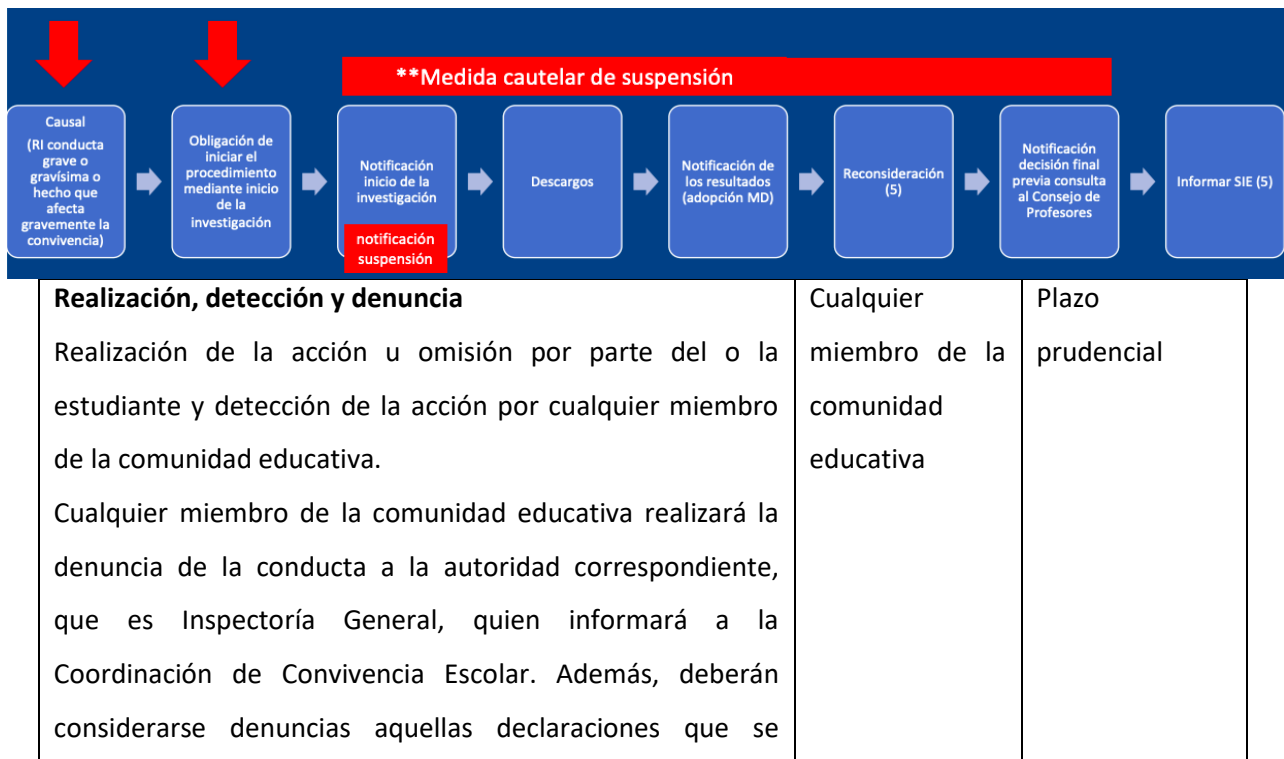 **Medida cautelar de suspensión
Causal
(RI conducta
grave o
gravísima o
hecho que
afecta
gravemente la
convivencia)
Obligación de
iniciar el
procedimiento
mediante inicio
de la
investigación
Notificación
inicio de la
investigación
notificación
suspensión
Descargos
Notificación de
los resultados
(adopción MD)
Reconsideración
(5)
Notificación
decisión final
previa consulta
al Consejo de
Profesores
Informar SIE (5)
Realización, detección y denuncia
Realización de la acción u omisión por parte del o la
estudiante y detección de la acción por cualquier miembro
de la comunidad educativa.
Cualquier miembro de la comunidad educativa realizará la
denuncia de la conducta a la autoridad correspondiente,
que es Inspectoría General, quien informará a la
Coordinación de Convivencia Escolar. Además, deberán
considerarse denuncias aquellas declaraciones que se
Cualquier
miembro de la
comunidad
educativa
Plazo
prudencial